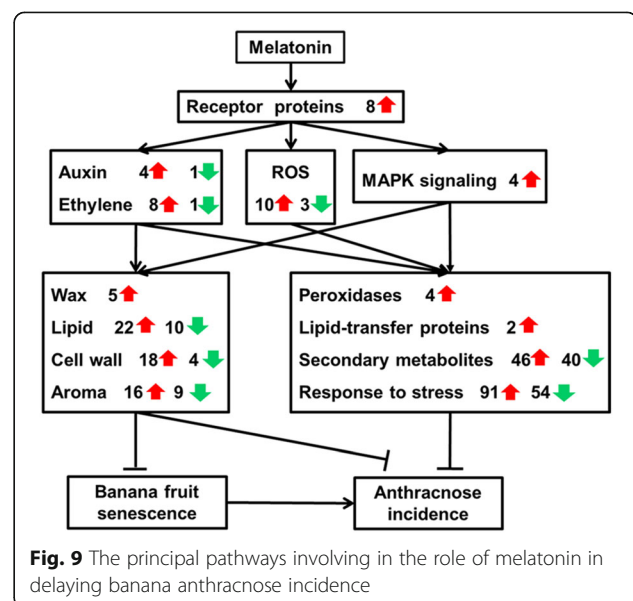 Melatonin
Receptor proteins 8
Auxin 4 1
Ethylene 8 1
ROS
10 3
MAPK signaling 4
Wax 5
Lipid 22 10
Cell wall 18 4
Aroma 16 9
Peroxidases 4
Lipid-transfer proteins 2
Secondary metabolites 46 40
Response to stress 91 54
Banana fruit
senescence
Anthracnose
incidence
Fig. 9 The principal pathways involving in the role of melatonin in
delaying banana anthracnose incidence